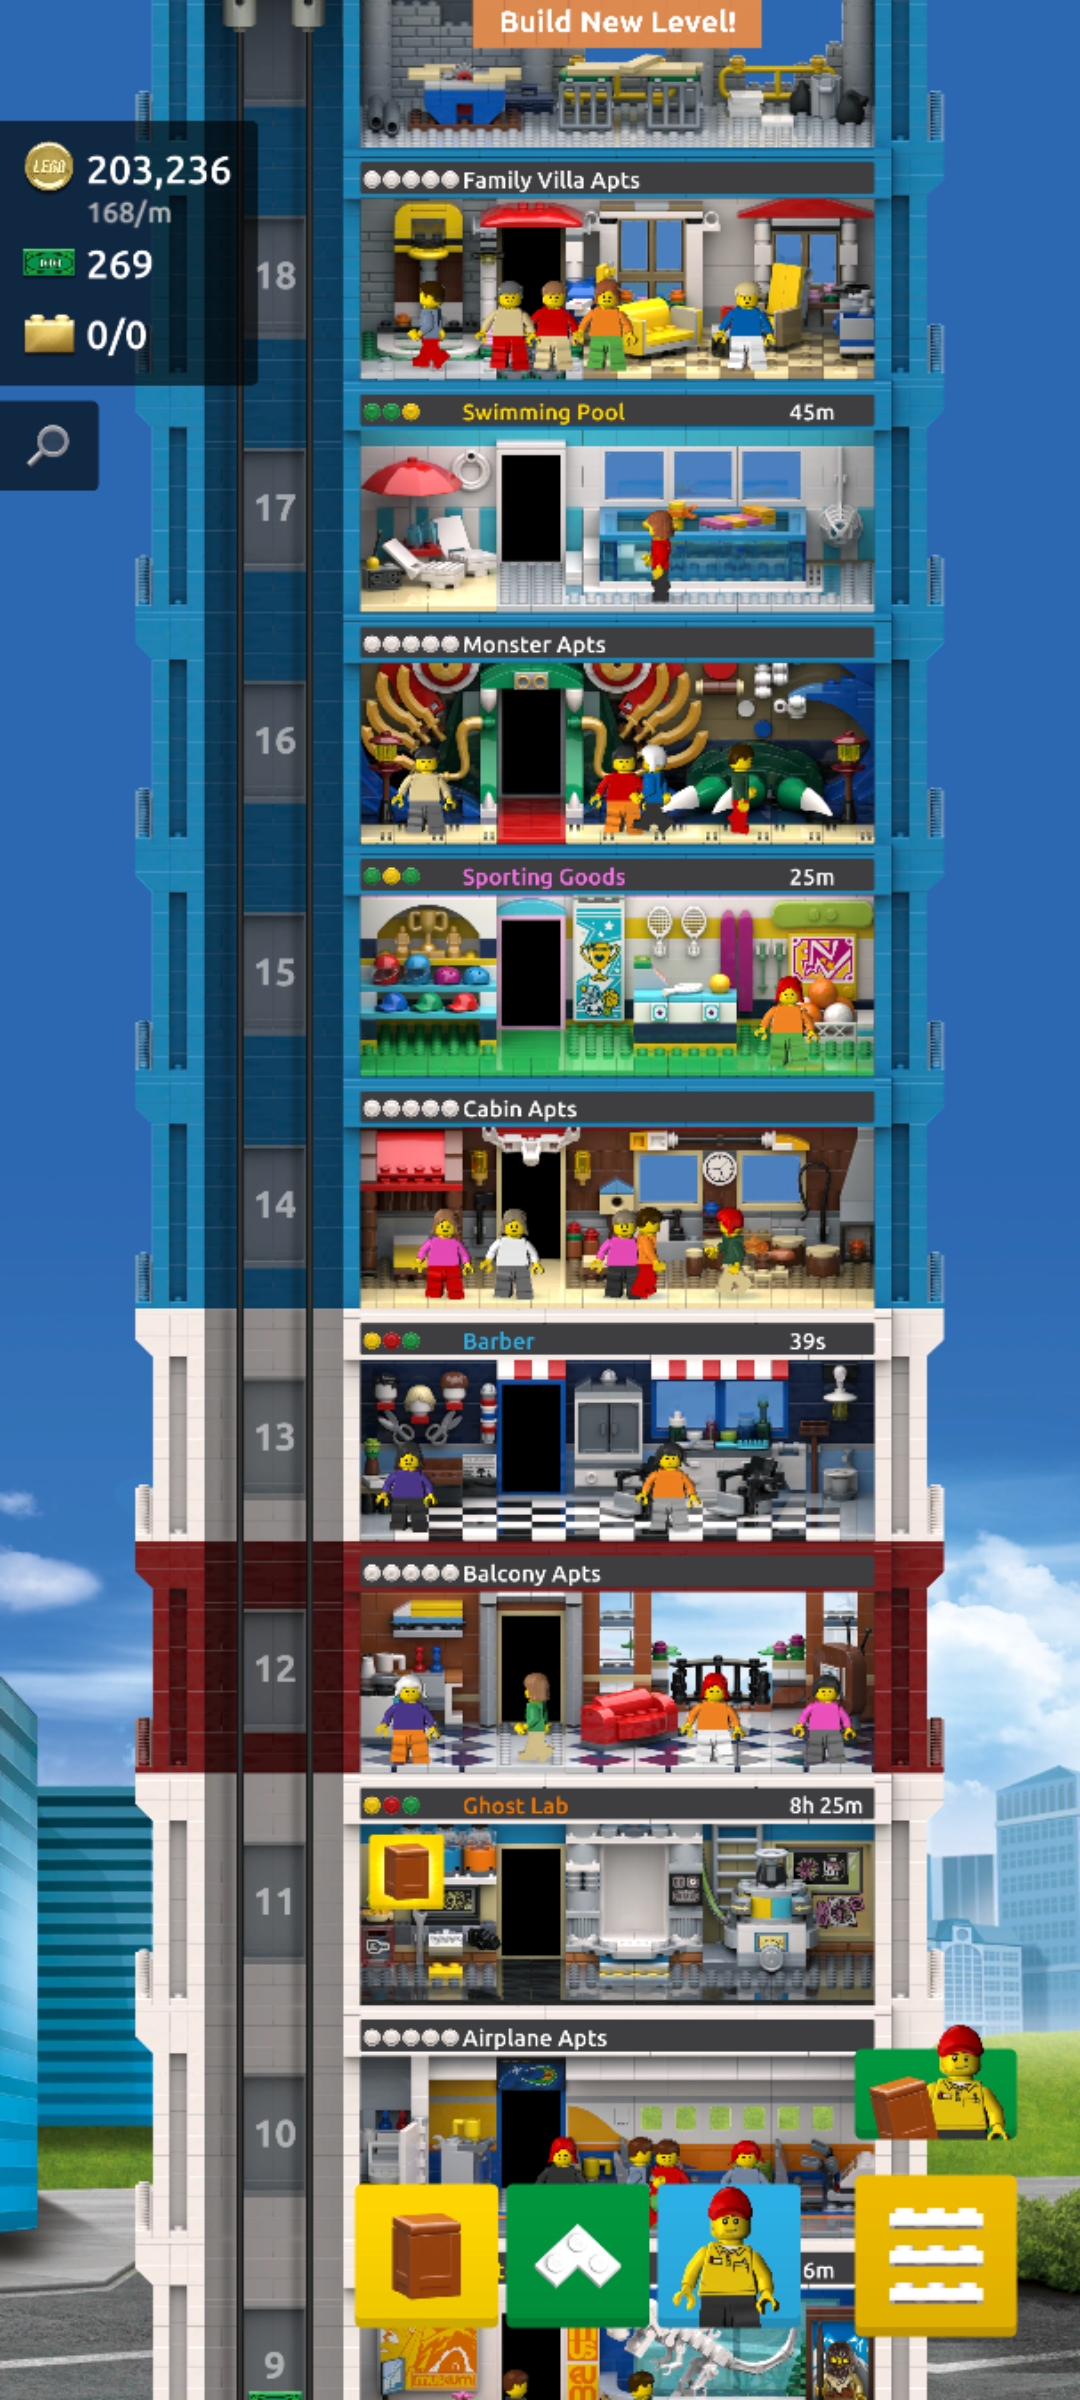 Build New Level!
LEGO
203,236
168/m
269
0/0
Family Villa Apts
18
Swimming Pool 45m
17
Monster Apts
16
Sporting Goods 25m
15
Cabin Apts
14
Barber 39s
13
Balcony Apts
12
Ghost Lab 8h 25m
11
Airplane Apts
10
6m
9